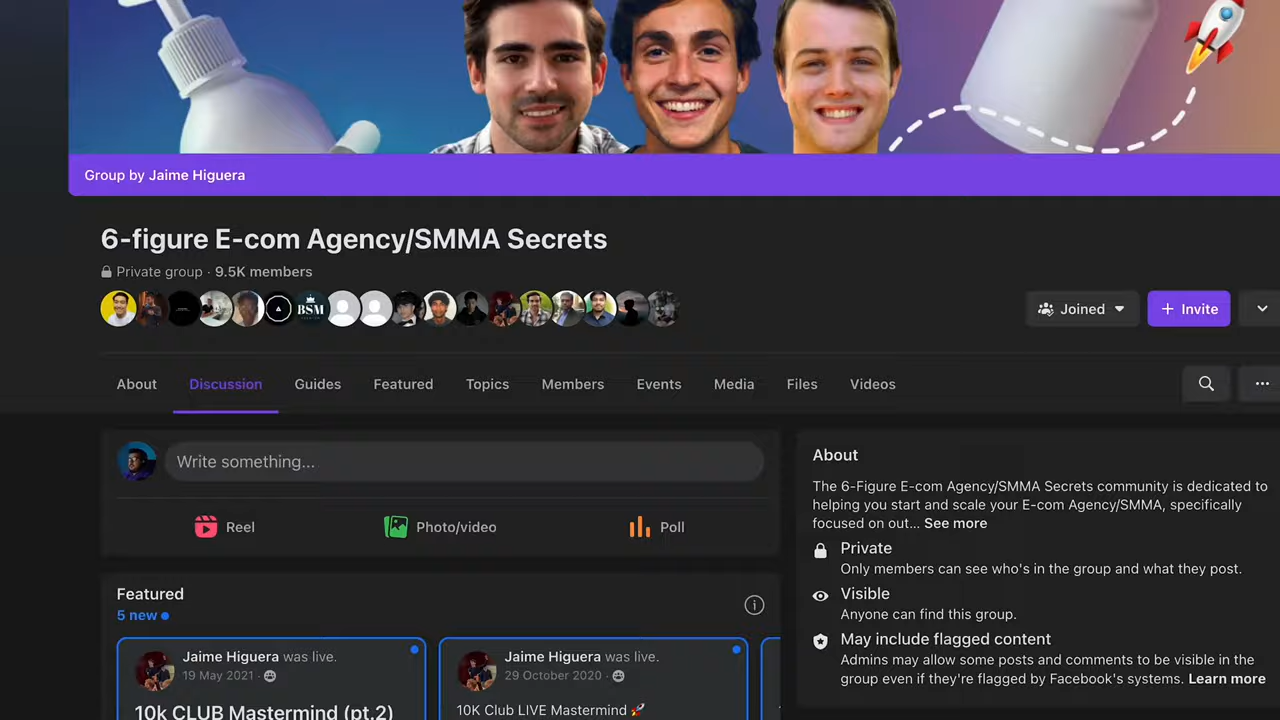 Group by Jaime Higuera
6-figure E-com Agency/SMMA Secrets
Private group · 9.5K members
BSM
Joined
+ Invite
About
Discussion
Guides
Featured
Topics
Members
Events
Media
Files
Videos
Write something...
Reel
Photo/video
Poll
About
The 6-Figure E-com Agency/SMMA Secrets community is dedicated to
helping you start and scale your E-com Agency/SMMA, specifically
focused on out... See more
Private
Only members can see who's in the group and what they post.
Visible
Anyone can find this group.
May include flagged content
Admins may allow some posts and comments to be visible in the
group even if they're flagged by Facebook's systems. Learn more
Featured
5 new
Jaime Higuera was live.
19 May 2021 ·
10k CLUB Mastermind (pt.2)
Jaime Higuera was live.
29 October 2020 ·
10K Club LIVE Mastermind 🚀